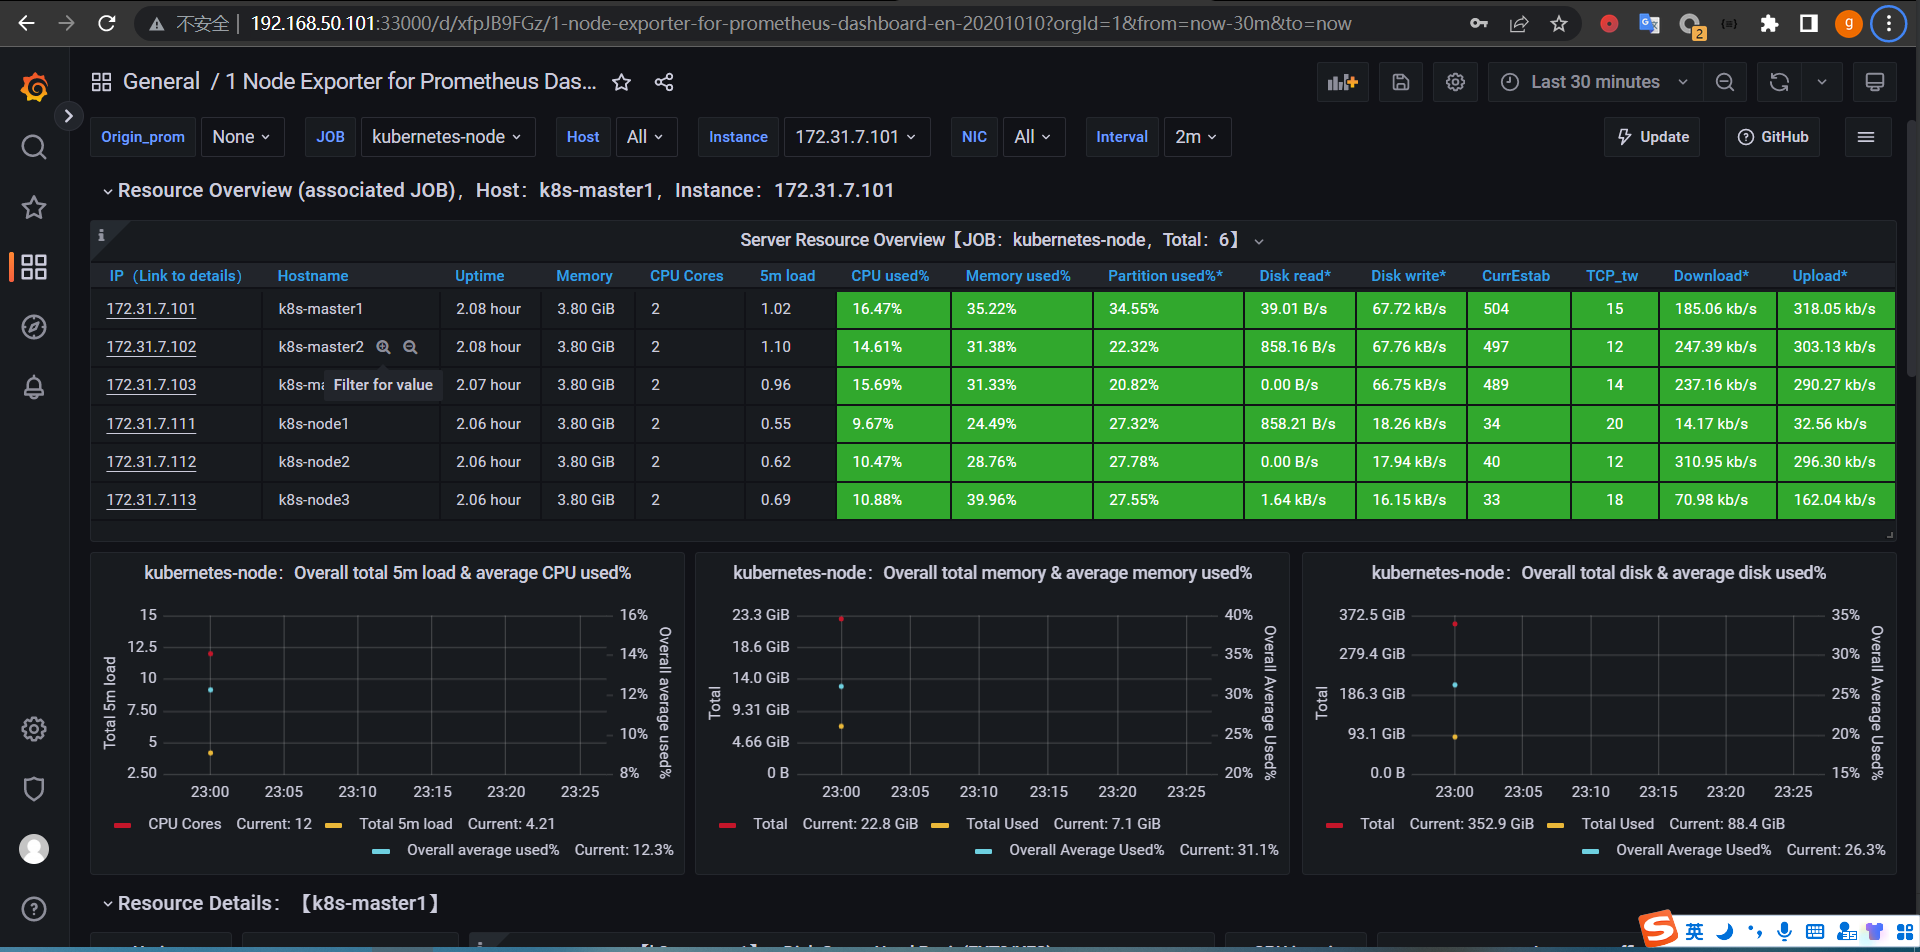 不安全 | 192.168.50.101:33000/d/xfpJB9FGz/1-node-exporter-for-prometheus-dashboard-en-20201010?orgId=1&from=now-30m&to=now
2
g
General / 1 Node Exporter for Prometheus Das...
Last 30 minutes
Origin_prom None JOB kubernetes-node Host All Instance 172.31.7.101 NIC All Interval 2m Update GitHub
Resource Overview (associated JOB)，Host：k8s-master1，Instance：172.31.7.101
Server Resource Overview【JOB：kubernetes-node，Total：6】
IP（Link to details） Hostname Uptime Memory CPU Cores 5m load CPU used% Memory used% Partition used%* Disk read* Disk write* CurrEstab TCP_tw Download* Upload*
172.31.7.101 k8s-master1 2.08 hour 3.80 GiB 2 1.02 16.47% 35.22% 34.55% 39.01 B/s 67.72 kB/s 504 15 185.06 kb/s 318.05 kb/s
172.31.7.102 k8s-master2 2.08 hour 3.80 GiB 2 1.10 14.61% 31.38% 22.32% 858.16 B/s 67.76 kB/s 497 12 247.39 kb/s 303.13 kb/s
172.31.7.103 k8s-ma Filter for value 2.07 hour 3.80 GiB 2 0.96 15.69% 31.33% 20.82% 0.00 B/s 66.75 kB/s 489 14 237.16 kb/s 290.27 kb/s
172.31.7.111 k8s-node1 2.06 hour 3.80 GiB 2 0.55 9.67% 24.49% 27.32% 858.21 B/s 18.26 kB/s 34 20 14.17 kb/s 32.56 kb/s
172.31.7.112 k8s-node2 2.06 hour 3.80 GiB 2 0.62 10.47% 28.76% 27.78% 0.00 B/s 17.94 kB/s 40 12 310.95 kb/s 296.30 kb/s
172.31.7.113 k8s-node3 2.06 hour 3.80 GiB 2 0.69 10.88% 39.96% 27.55% 1.64 kB/s 16.15 kB/s 33 18 70.98 kb/s 162.04 kb/s
kubernetes-node：Overall total 5m load & average CPU used%
Total 5m load
15
12.5
10
7.50
5
2.50
16%
14%
12%
10%
8%
Overall average used%
23:00 23:05 23:10 23:15 23:20 23:25
CPU Cores Current: 12 Total 5m load Current: 4.21
Overall average used% Current: 12.3%
kubernetes-node：Overall total memory & average memory used%
Total
23.3 GiB
18.6 GiB
14.0 GiB
9.31 GiB
4.66 GiB
0 B
40%
35%
30%
25%
20%
Overall Average Used%
23:00 23:05 23:10 23:15 23:20 23:25
Total Current: 22.8 GiB Total Used Current: 7.1 GiB
Overall Average Used% Current: 31.1%
kubernetes-node：Overall total disk & average disk used%
Total
372.5 GiB
279.4 GiB
186.3 GiB
93.1 GiB
0.0 B
35%
30%
25%
20%
15%
Overall Average Used%
23:00 23:05 23:10 23:15 23:20 23:25
Total Current: 352.9 GiB Total Used Current: 88.4 GiB
Overall Average Used% Current: 26.3%
Resource Details：【k8s-master1】
英